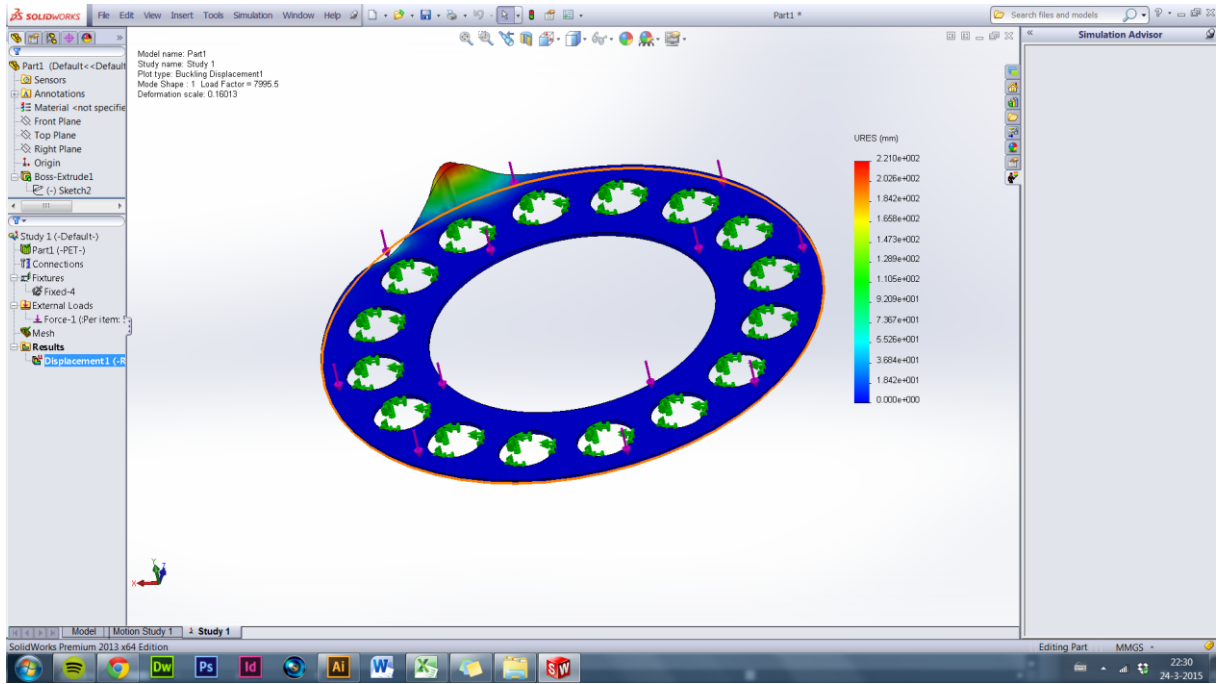 SOLIDWORKS File Edit View Insert Tools Simulation Window Help Part1 * Search files and models
Simulation Advisor
Model name: Part1
Study name: Study 1
Plot type: Buckling Displacement1
Mode Shape : 1 Load Factor = 7995.5
Deformation scale: 0.16013
Part1 (Default<<Default
Sensors
Annotations
Material <not specifie
Front Plane
Top Plane
Right Plane
Origin
Boss-Extrude1
(-) Sketch2
Study 1 (-Default-)
Part1 (-PET-)
Connections
Fixtures
Fixed-4
External Loads
Force-1 (:Per item:
Mesh
Results
Displacement1 (-R
URES (mm)
2.210e+002
2.026e+002
1.842e+002
1.658e+002
1.473e+002
1.289e+002
1.105e+002
9.209e+001
7.367e+001
5.526e+001
3.684e+001
1.842e+001
0.000e+000
Y Z
X
Model Motion Study 1 Study 1
SolidWorks Premium 2013 x64 Edition Editing Part MMGS
Dw Ps Id Ai W X SW
22:30
24-3-2015